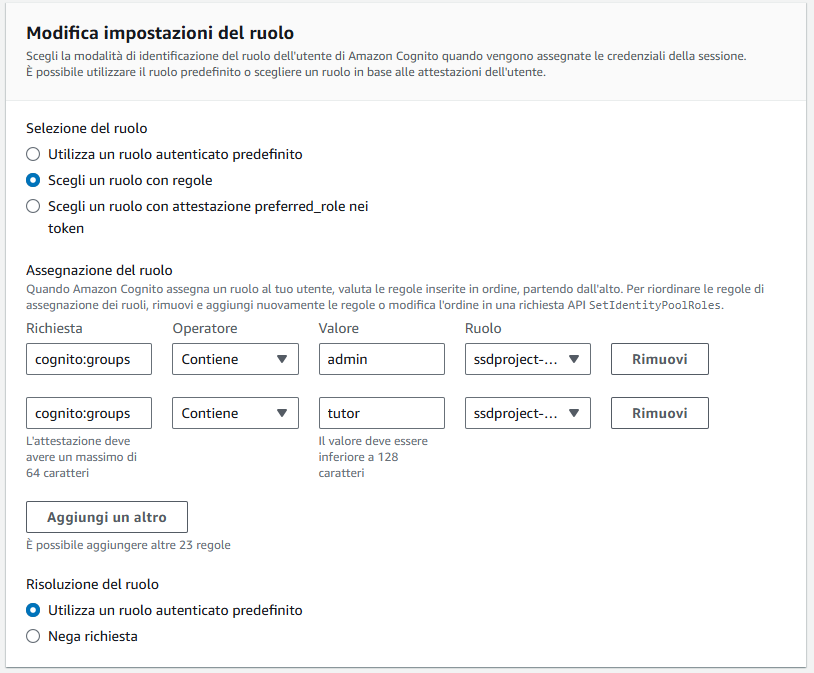 Modifica impostazioni del ruolo
Scegli la modalità di identificazione del ruolo dell'utente di Amazon Cognito quando vengono assegnate le credenziali della sessione.
È possibile utilizzare il ruolo predefinito o scegliere un ruolo in base alle attestazioni dell'utente.
Selezione del ruolo
Utilizza un ruolo autenticato predefinito
Scegli un ruolo con regole
Scegli un ruolo con attestazione preferred_role nei
token
Assegnazione del ruolo
Quando Amazon Cognito assegna un ruolo al tuo utente, valuta le regole inserite in ordine, partendo dall'alto. Per riordinare le regole di
assegnazione dei ruoli, rimuovi e aggiungi nuovamente le regole o modifica l'ordine in una richiesta API SetIdentityPoolRoles.
Richiesta Operatore Valore Ruolo
cognito:groups Contiene admin ssdproject-... Rimuovi
cognito:groups Contiene tutor ssdproject-... Rimuovi
L'attestazione deve Il valore deve essere
avere un massimo di inferiore a 128
64 caratteri caratteri
Aggiungi un altro
È possibile aggiungere altre 23 regole
Risoluzione del ruolo
Utilizza un ruolo autenticato predefinito
Nega richiesta